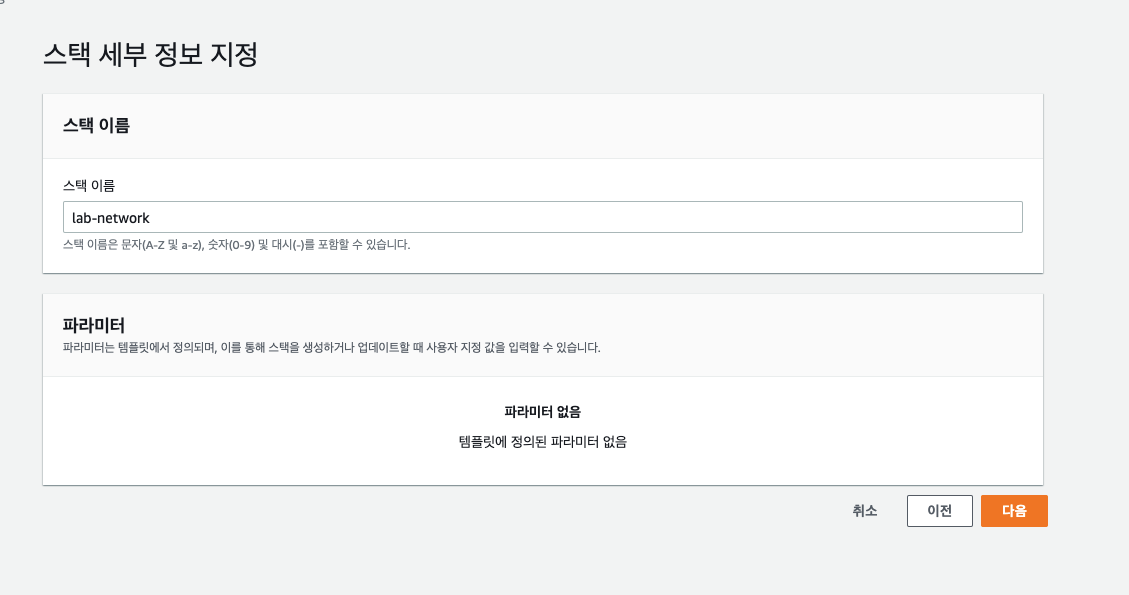 스택 세부 정보 지정
스택 이름
스택 이름
lab-network
스택 이름은 문자(A-Z 및 a-z), 숫자(0-9) 및 대시(-)를 포함할 수 있습니다.
파라미터
파라미터는 템플릿에서 정의되며, 이를 통해 스택을 생성하거나 업데이트할 때 사용자 지정 값을 입력할 수 있습니다.
파라미터 없음
템플릿에 정의된 파라미터 없음
취소 이전 다음